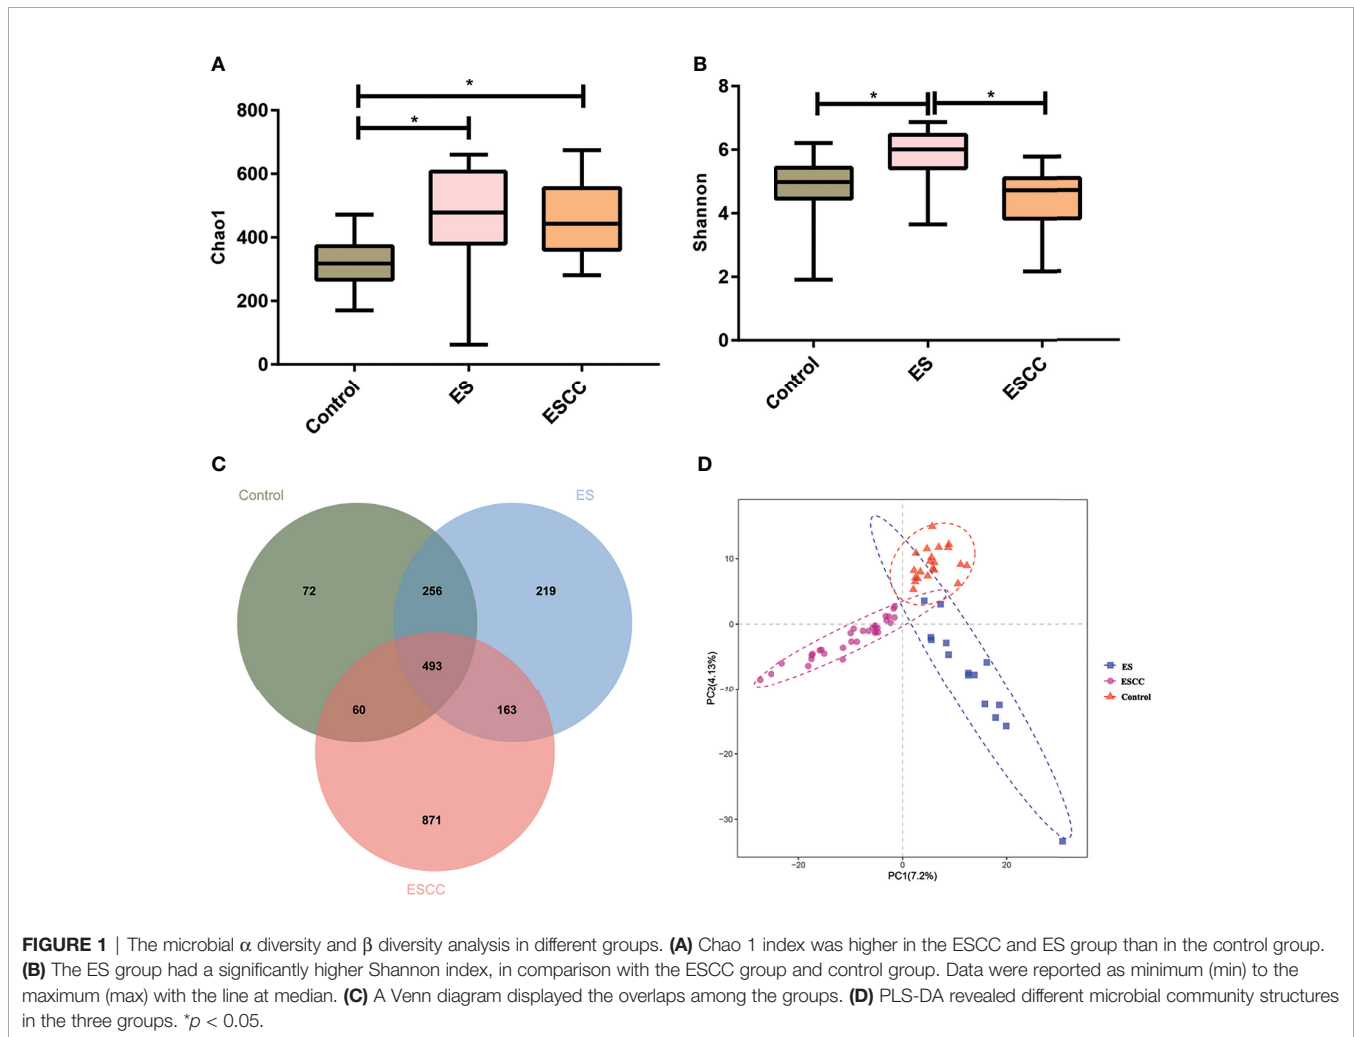 A
*
*
800
600
400
200
0
Chao1
Control
ES
ESCC
B
*
*
8
6
4
2
0
Shannon
Control
ES
ESCC
C
Control
ES
72
256
219
493
60
163
871
ESCC
D
10
0
−10
−20
−30
PC2(4.13%)
−20
0
20
PC1(7.2%)
ES
ESCC
Control
FIGURE 1 | The microbial α diversity and β diversity analysis in different groups. (A) Chao 1 index was higher in the ESCC and ES group than in the control group.
(B) The ES group had a significantly higher Shannon index, in comparison with the ESCC group and control group. Data were reported as minimum (min) to the
maximum (max) with the line at median. (C) A Venn diagram displayed the overlaps among the groups. (D) PLS-DA revealed different microbial community structures
in the three groups. *p < 0.05.